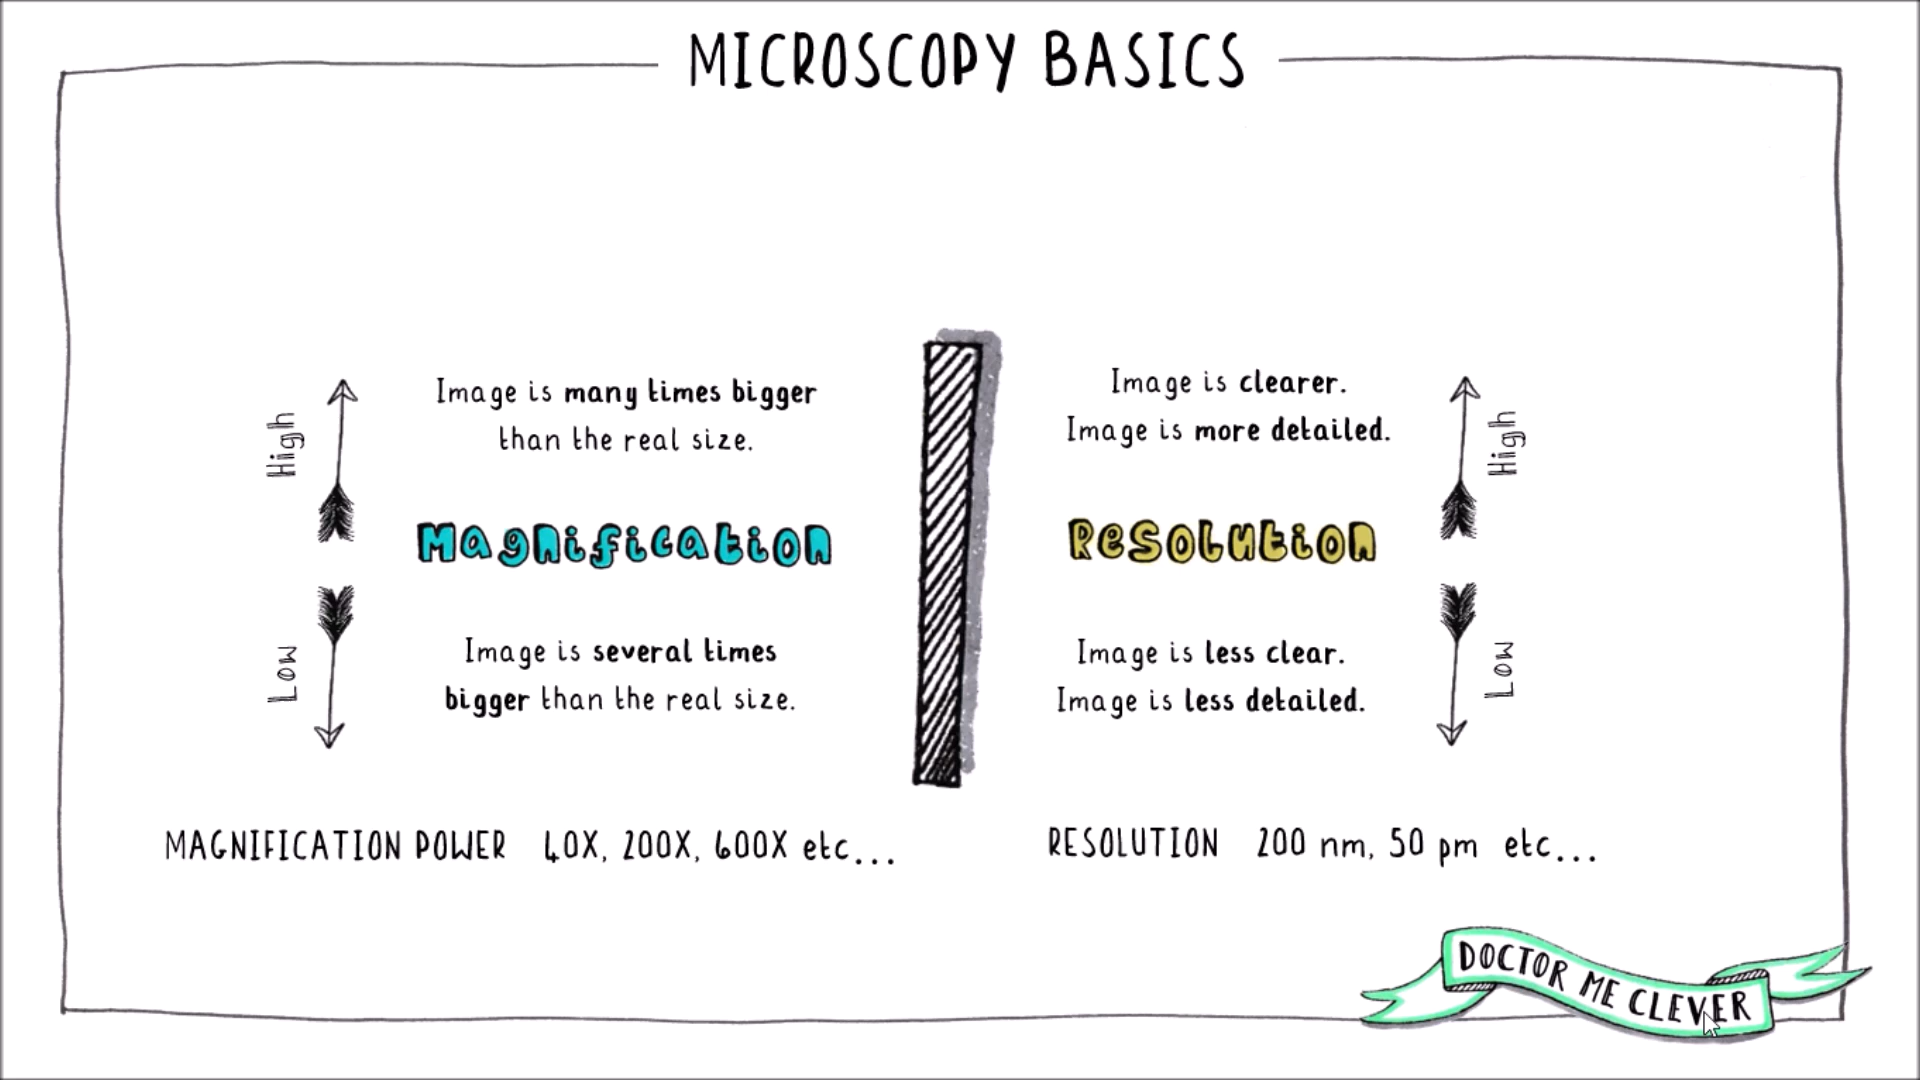 MICROSCOPY BASICS
High
Image is many times bigger
than the real size.
Magnification
Low
Image is several times
bigger than the real size.
MAGNIFICATION POWER 40X, 200X, 600X etc...
Image is clearer.
Image is more detailed.
High
Resolution
Image is less clear.
Image is less detailed.
Low
RESOLUTION 200 nm, 50 pm etc...
DOCTOR ME CLEVER